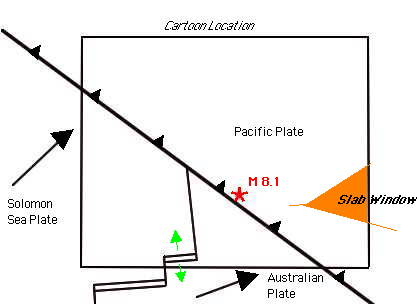 Cartoon Location
Pacific Plate
M 8.1
Slab Window
Solomon
Sea Plate
Australian
Plate